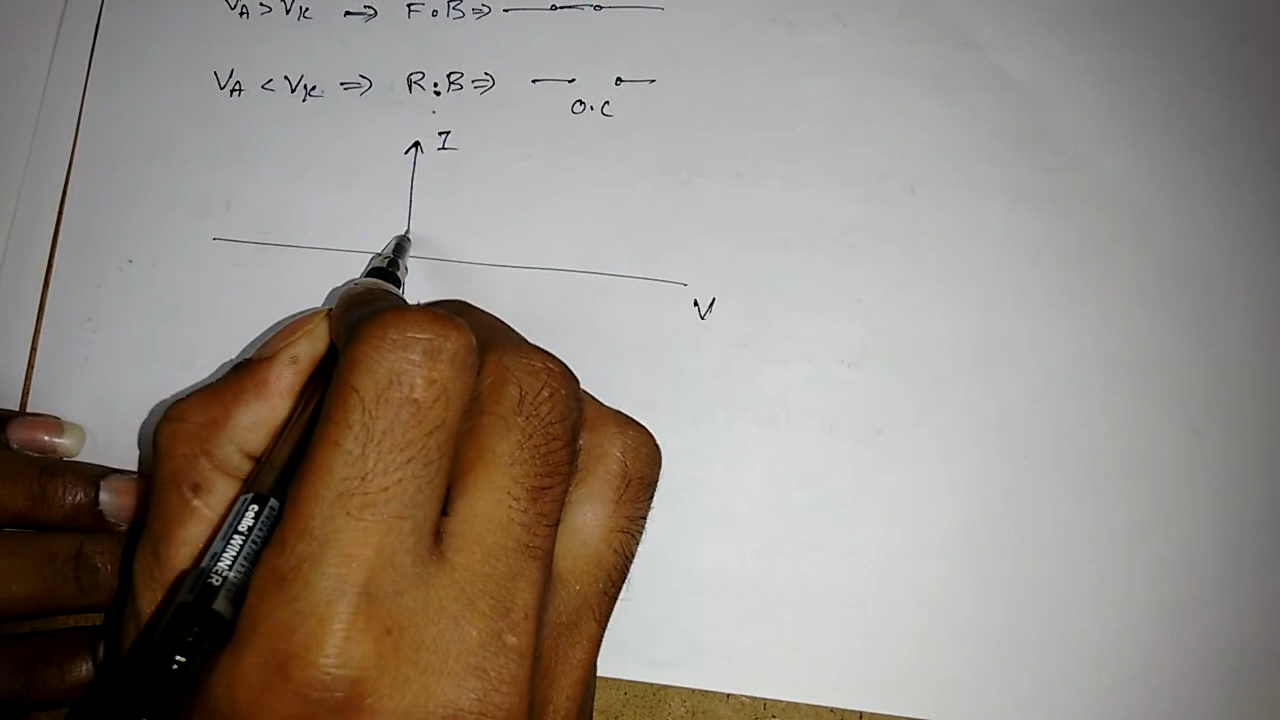 VA > VK ⇒ F.B ⇒
VA < VK ⇒ R:B ⇒
O.C
I
V
cello WINNER